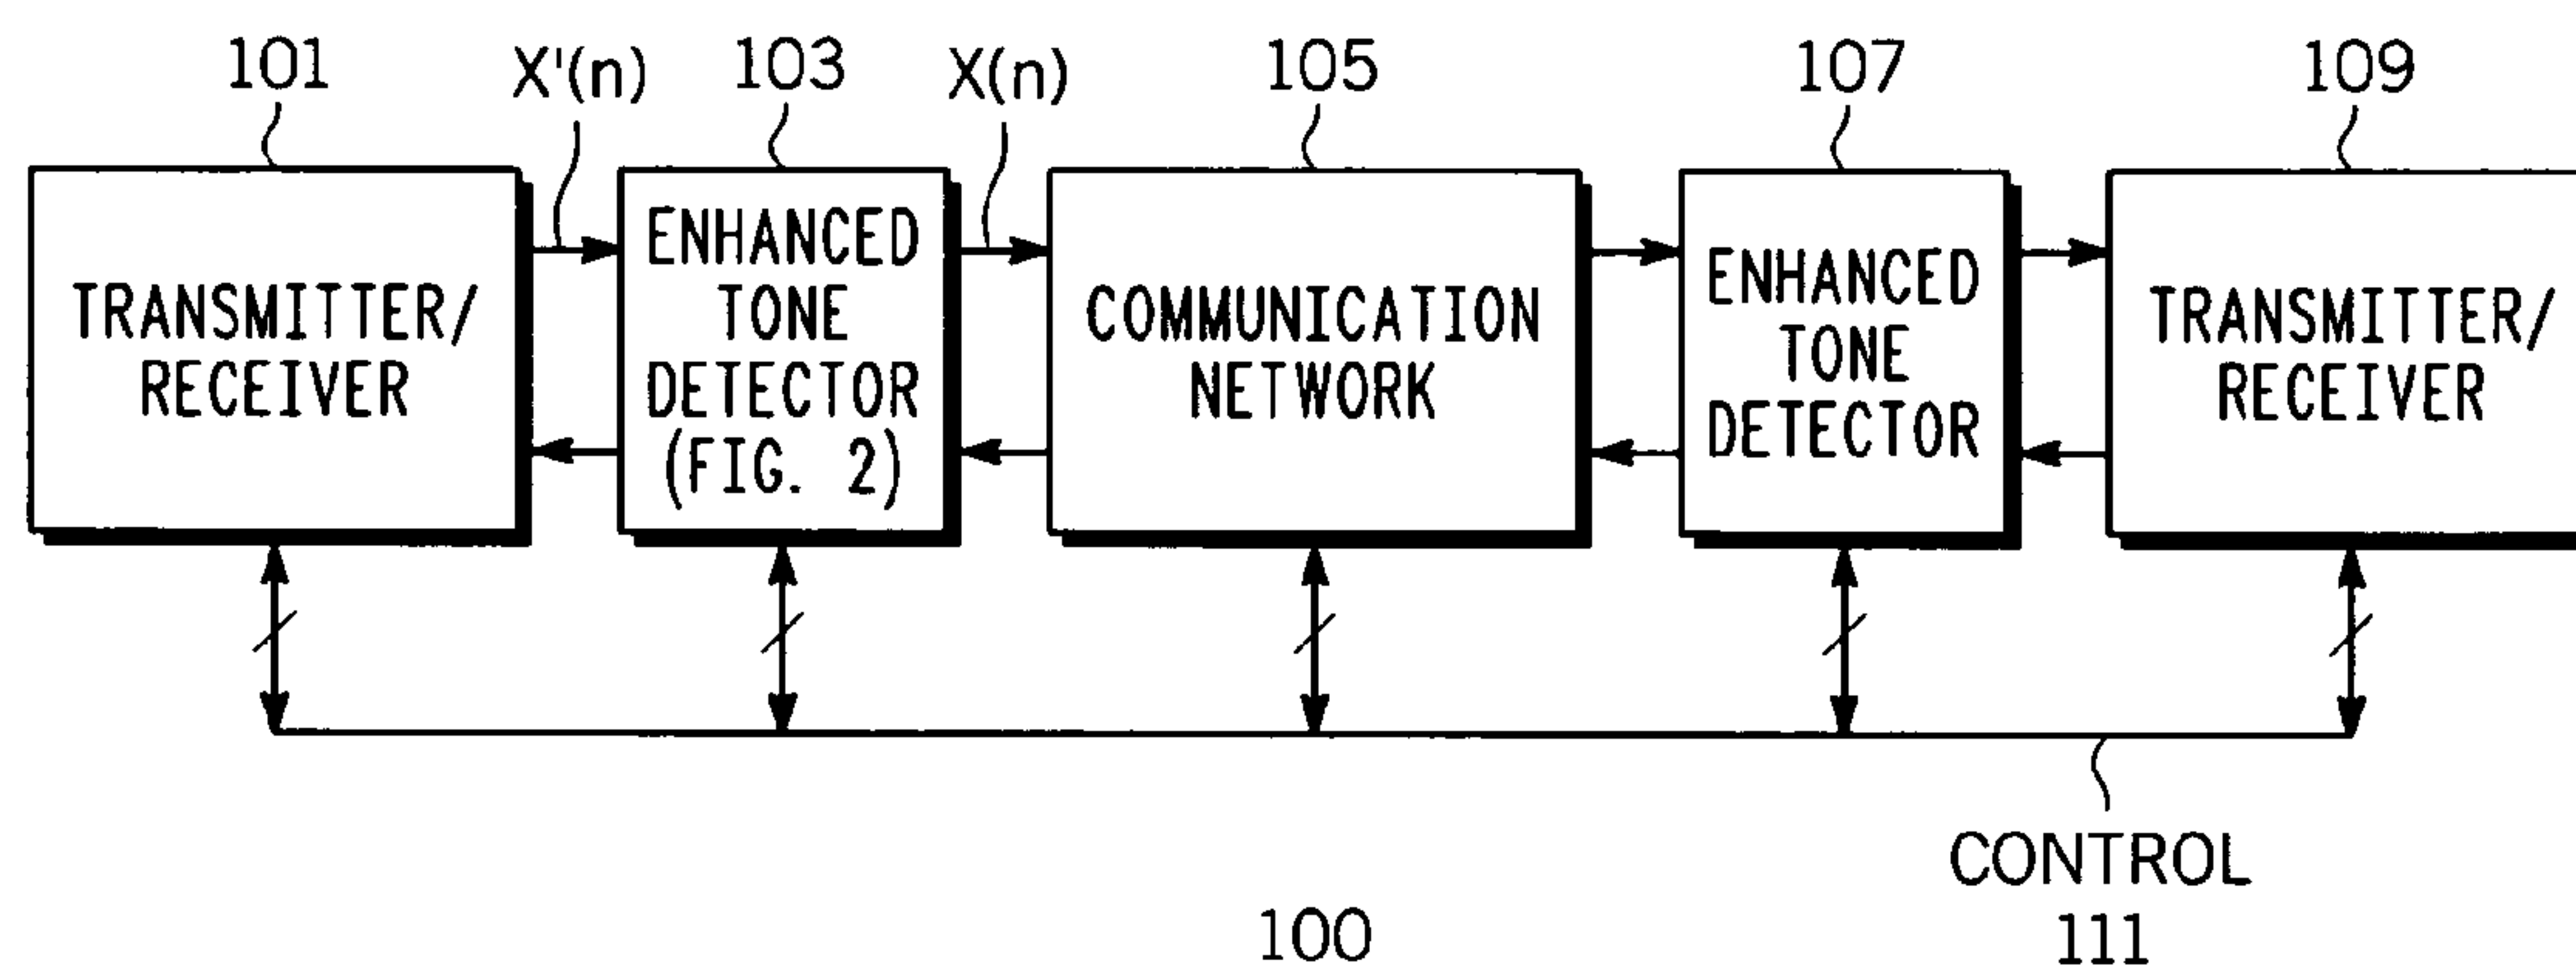 101
X'(n)
103
X(n)
105
107
109
TRANSMITTER/
RECEIVER
ENHANCED
TONE
DETECTOR
(FIG. 2)
COMMUNICATION
NETWORK
ENHANCED
TONE
DETECTOR
TRANSMITTER/
RECEIVER
CONTROL
111
100